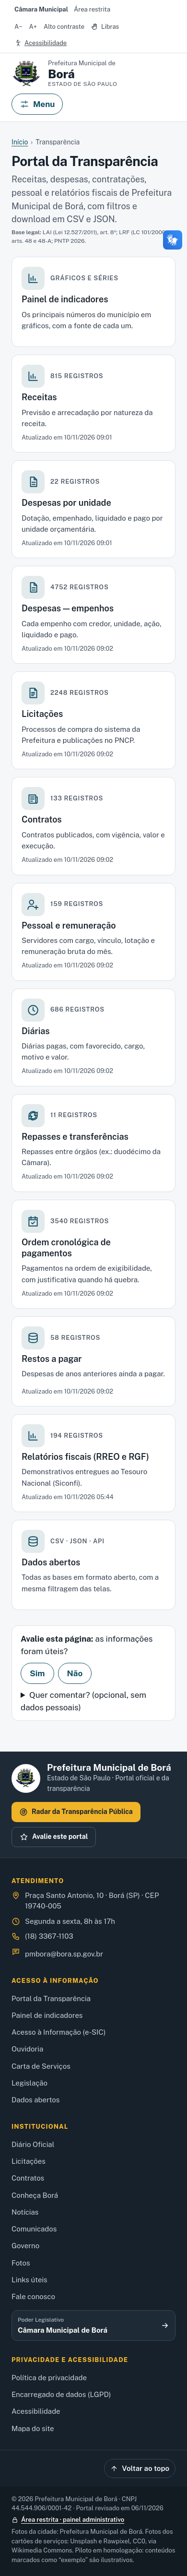 Câmara Municipal Área restrita
A− A+ Alto contraste Libras
Acessibilidade
Prefeitura Municipal de
Borá
ESTADO DE SÃO PAULO
Menu
Início › Transparência
Portal da Transparência
Receitas, despesas, contratações,
pessoal e relatórios fiscais de Prefeitura
Municipal de Borá, com filtros e
download em CSV e JSON.
Base legal: LAI (Lei 12.527/2011), art. 8º; LRF (LC 101/2000),
arts. 48 e 48-A; PNTP 2026.
GRÁFICOS E SÉRIES
Painel de indicadores
Os principais números do município em
gráficos, com a fonte de cada um.
815 REGISTROS
Receitas
Previsão e arrecadação por natureza da
receita.
Atualizado em 10/11/2026 09:01
22 REGISTROS
Despesas por unidade
Dotação, empenhado, liquidado e pago por
unidade orçamentária.
Atualizado em 10/11/2026 09:01
4752 REGISTROS
Despesas — empenhos
Cada empenho com credor, unidade, ação,
liquidado e pago.
Atualizado em 10/11/2026 09:02
2248 REGISTROS
Licitações
Processos de compra do sistema da
Prefeitura e publicações no PNCP.
Atualizado em 10/11/2026 09:02
133 REGISTROS
Contratos
Contratos publicados, com vigência, valor e
execução.
Atualizado em 10/11/2026 09:02
159 REGISTROS
Pessoal e remuneração
Servidores com cargo, vínculo, lotação e
remuneração bruta do mês.
Atualizado em 10/11/2026 09:02
686 REGISTROS
Diárias
Diárias pagas, com favorecido, cargo,
motivo e valor.
Atualizado em 10/11/2026 09:02
11 REGISTROS
Repasses e transferências
Repasses entre órgãos (ex.: duodécimo da
Câmara).
Atualizado em 10/11/2026 09:02
3540 REGISTROS
Ordem cronológica de
pagamentos
Pagamentos na ordem de exigibilidade,
com justificativa quando há quebra.
Atualizado em 10/11/2026 09:02
58 REGISTROS
Restos a pagar
Despesas de anos anteriores ainda a pagar.
Atualizado em 10/11/2026 09:02
194 REGISTROS
Relatórios fiscais (RREO e RGF)
Demonstrativos entregues ao Tesouro
Nacional (Siconfi).
Atualizado em 10/11/2026 05:44
CSV · JSON · API
Dados abertos
Todas as bases em formato aberto, com a
mesma filtragem das telas.
Avalie esta página: as informações
foram úteis?
Sim Não
Quer comentar? (opcional, sem
dados pessoais)
Prefeitura Municipal de Borá
Estado de São Paulo · Portal oficial e da
transparência
Radar da Transparência Pública
Avalie este portal
ATENDIMENTO
Praça Santo Antonio, 10 · Borá (SP) · CEP
19740-005
Segunda a sexta, 8h às 17h
(18) 3367-1103
pmbora@bora.sp.gov.br
ACESSO À INFORMAÇÃO
Portal da Transparência
Painel de indicadores
Acesso à Informação (e-SIC)
Ouvidoria
Carta de Serviços
Legislação
Dados abertos
INSTITUCIONAL
Diário Oficial
Licitações
Contratos
Conheça Borá
Notícias
Comunicados
Governo
Fotos
Links úteis
Fale conosco
Poder Legislativo
Câmara Municipal de Borá
PRIVACIDADE E ACESSIBILIDADE
Política de privacidade
Encarregado de dados (LGPD)
Acessibilidade
Mapa do site
Voltar ao topo
© 2026 Prefeitura Municipal de Borá · CNPJ
44.544.906/0001-42 · Portal revisado em 06/11/2026
Área restrita · painel administrativo
Fotos da cidade: Prefeitura Municipal de Borá. Fotos dos
cartões de serviços: Unsplash e Rawpixel, CC0, via
Wikimedia Commons. Piloto em homologação: conteúdos
marcados como “exemplo” são ilustrativos.